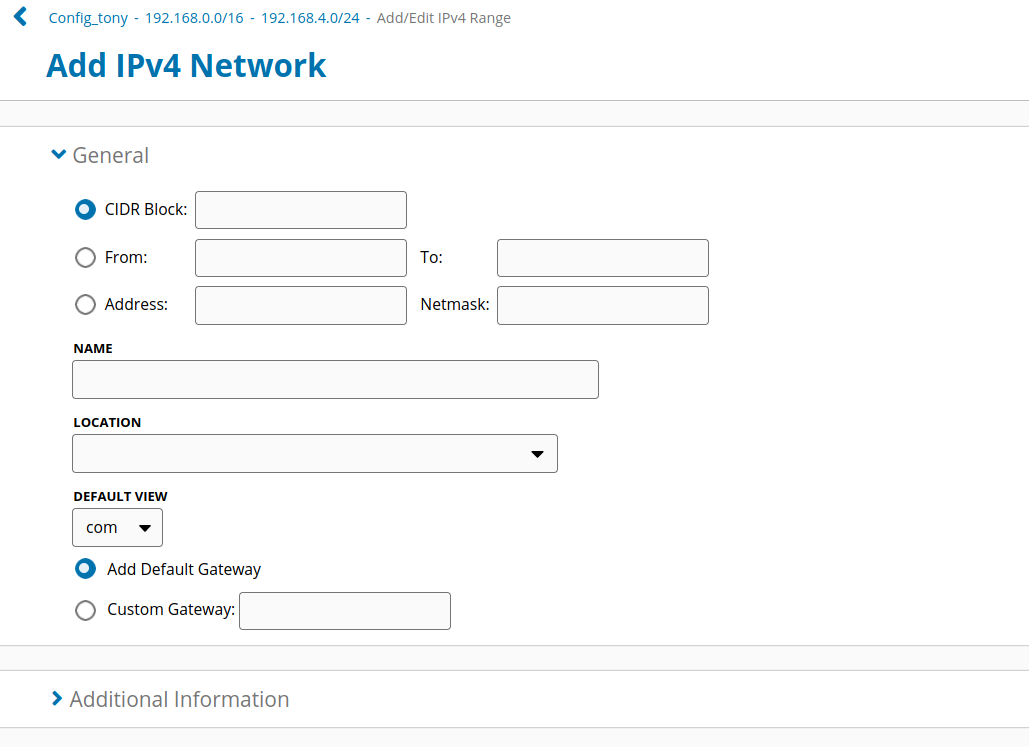 Config_tony - 192.168.0.0/16 - 192.168.4.0/24 - Add/Edit IPv4 Range
Add IPv4 Network
General
CIDR Block:
From: To:
Address: Netmask:
NAME
LOCATION
DEFAULT VIEW
com
Add Default Gateway
Custom Gateway:
Additional Information